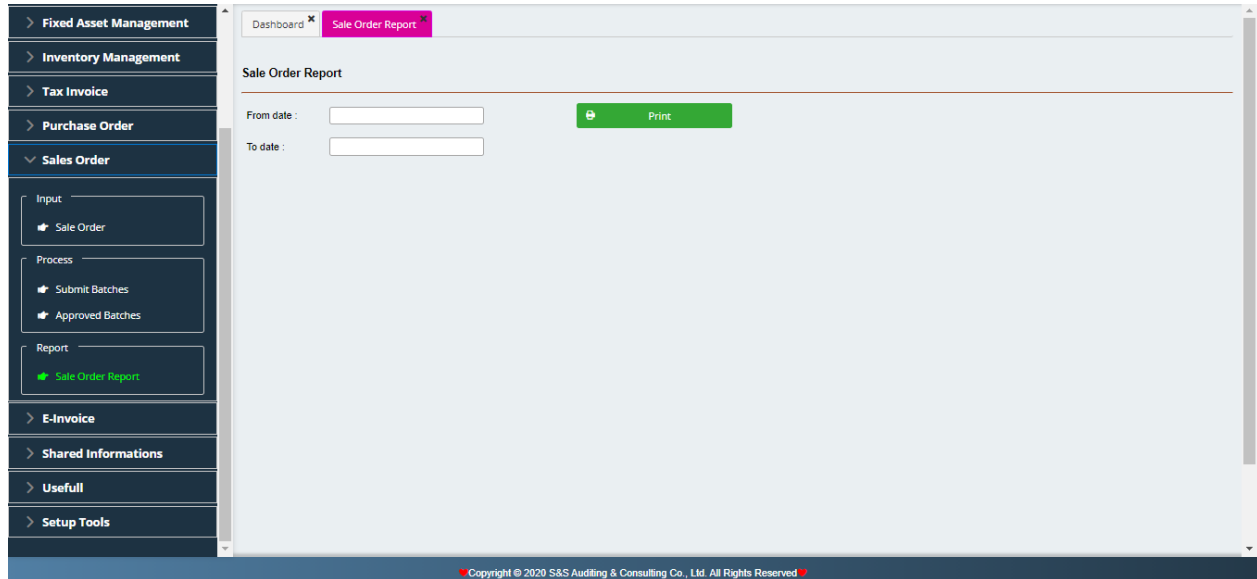 Fixed Asset Management
Inventory Management
Tax Invoice
Purchase Order
Sales Order
Input
Sale Order
Process
Submit Batches
Approved Batches
Report
Sale Order Report
E-Invoice
Shared Informations
Usefull
Setup Tools
Dashboard
Sale Order Report
Sale Order Report
From date :
Print
To date :
Copyright © 2020 S&S Auditing & Consulting Co., Ltd. All Rights Reserved